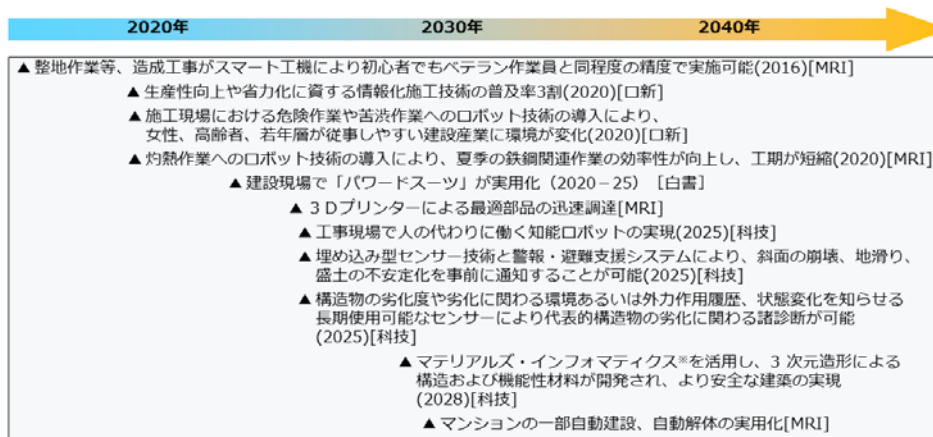 2020年 2030年 2040年
▲ 整地作業等、造成工事がスマート工機により初心者でもベテラン作業員と同程度の精度で実施可能(2016)[MRI]
▲ 生産性向上や省力化に資する情報化施工技術の普及率3割(2020)[ロ新]
▲ 施工現場における危険作業や苦渋作業へのロボット技術の導入により、
女性、高齢者、若年層が従事しやすい建設産業に環境が変化(2020)[ロ新]
▲ 灼熱作業へのロボット技術の導入により、夏季の鉄鋼関連作業の効率性が向上し、工期が短縮(2020)[MRI]
▲ 建設現場で「パワードスーツ」が実用化（2020－25）［白書］
▲ ３Ｄプリンターによる最適部品の迅速調達[MRI]
▲ 工事現場で人の代わりに働く知能ロボットの実現(2025)[科技]
▲ 埋め込み型センサー技術と警報・避難支援システムにより、斜面の崩壊、地滑り、
盛土の不安定化を事前に通知することが可能(2025)[科技]
▲ 構造物の劣化度や劣化に関わる環境あるいは外力作用履歴、状態変化を知らせる
長期使用可能なセンサーにより代表的構造物の劣化に関わる諸診断が可能
(2025)[科技]
▲ マテリアルズ・インフォマティクス※を活用し、3 次元造形による
構造および機能性材料が開発され、より安全な建築の実現
(2028)[科技]
▲ マンションの一部自動建設、自動解体の実用化[MRI]